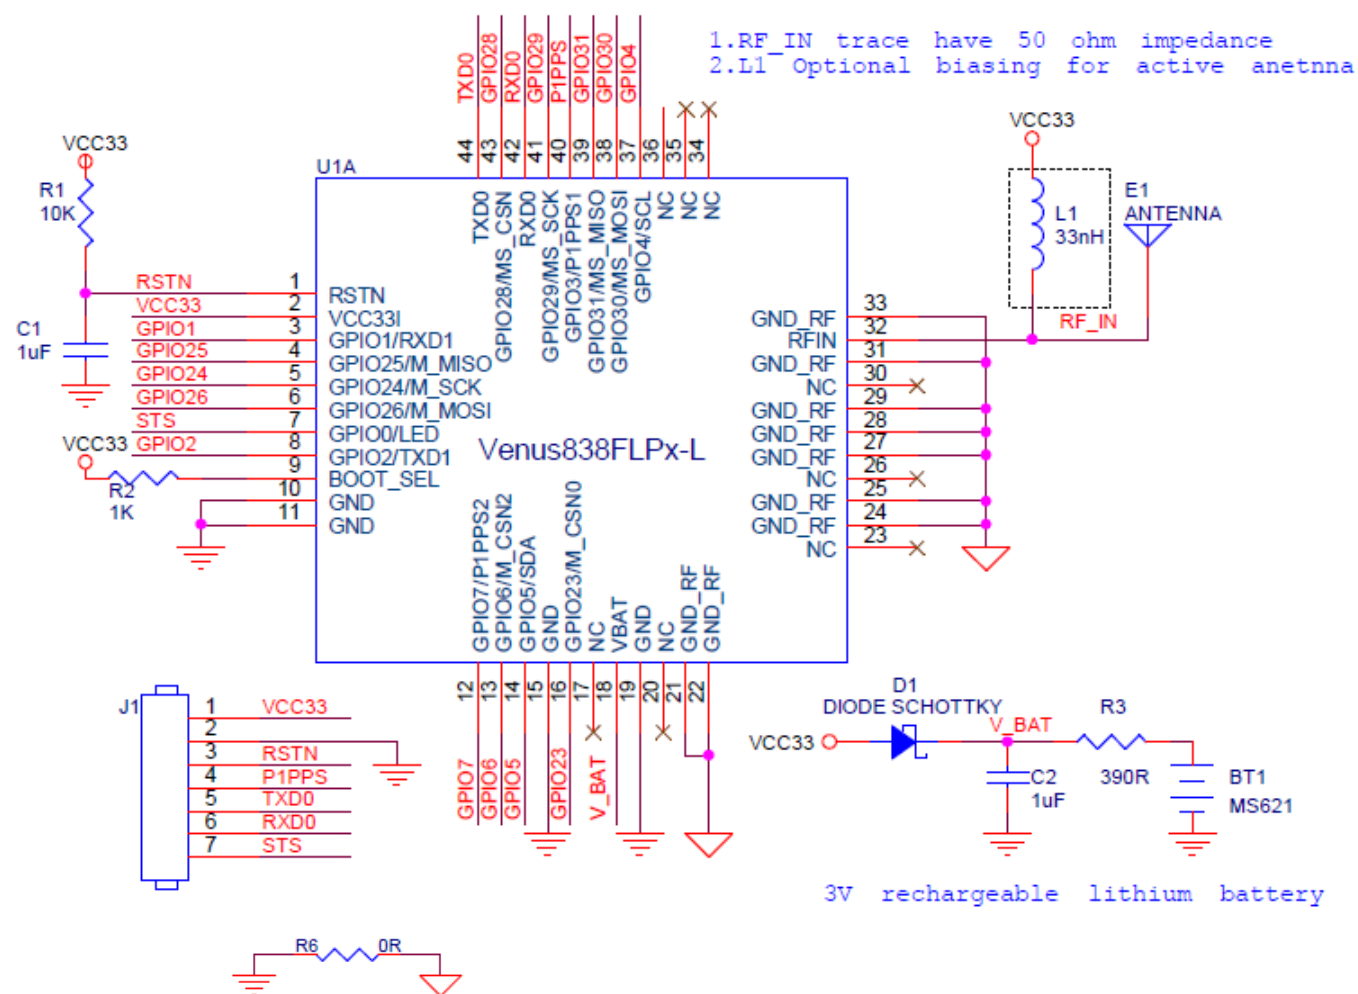 1.RF_IN trace have 50 ohm impedance
2.L1 Optional biasing for active anetnna
TXD0
GPIO28
RXD0
GPIO29
P1PPS
GPIO31
GPIO30
GPIO4
44
43
42
41
40
39
38
37
36
35
34
U1A
TXD0
GPIO28/MS_CSN
RXD0
GPIO29/MS_SCK
GPIO3/P1PPS1
GPIO31/MS_MISO
GPIO30/MS_MOSI
GPIO4/SCL
NC
NC
NC
VCC33
R1
10K
C1
1uF
RSTN
VCC33
GPIO1
GPIO25
GPIO24
GPIO26
STS
GPIO2
VCC33
R2
1K
1
2
3
4
5
6
7
8
9
10
11
RSTN
VCC33I
GPIO1/RXD1
GPIO25/M_MISO
GPIO24/M_SCK
GPIO26/M_MOSI
GPIO0/LED
GPIO2/TXD1
BOOT_SEL
GND
GND
Venus838FLPx-L
GND_RF
RFIN
GND_RF
NC
GND_RF
GND_RF
GND_RF
NC
GND_RF
GND_RF
NC
33
32
31
30
29
28
27
26
25
24
23
VCC33
L1
33nH
E1
ANTENNA
RF_IN
GPIO7/P1PPS2
GPIO6/M_CSN2
GPIO5/SDA
GND
GPIO23/M_CSN0
NC
VBAT
GND
NC
GND_RF
GND_RF
12
13
14
15
16
17
18
19
20
21
22
GPIO7
GPIO6
GPIO5
GPIO23
V_BAT
J1
1
2
3
4
5
6
7
VCC33
RSTN
P1PPS
TXD0
RXD0
STS
D1
DIODE SCHOTTKY
VCC33
V_BAT
R3
390R
C2
1uF
BT1
MS621
3V rechargeable lithium battery
R6
0R